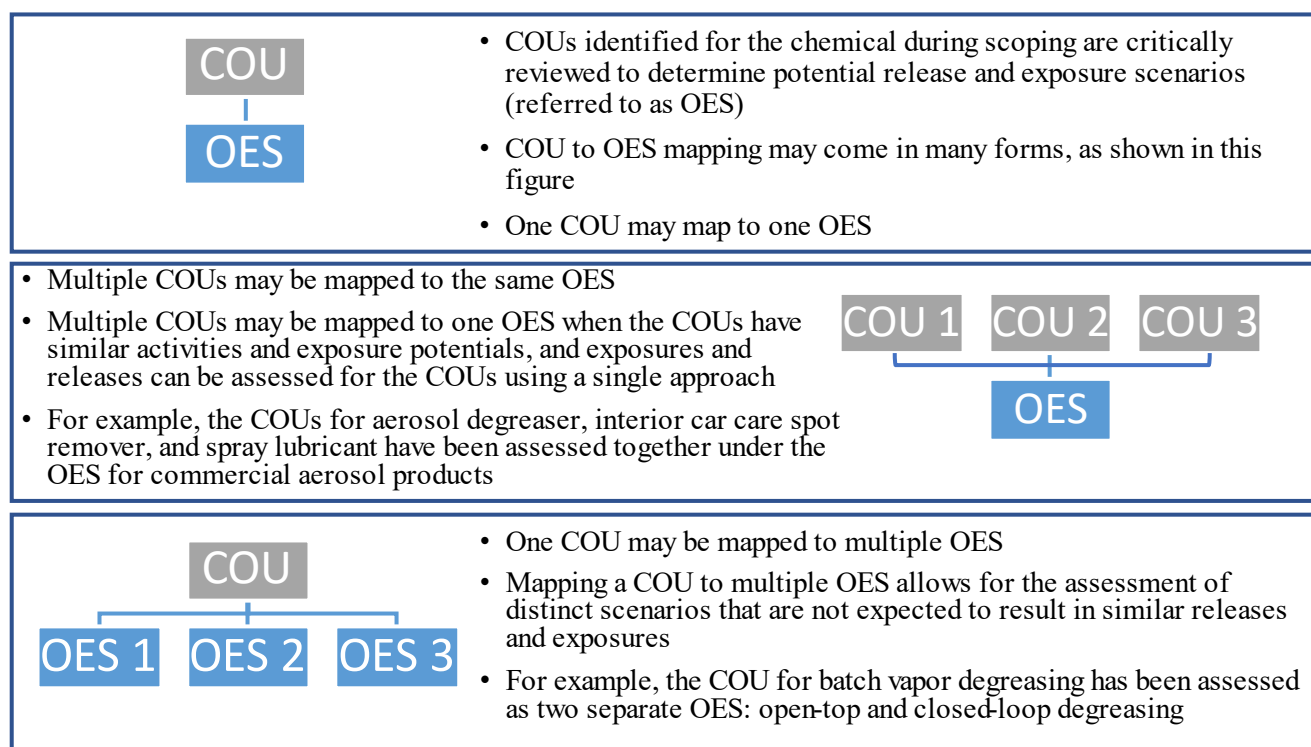 COU
OES
• COUs identified for the chemical during scoping are critically
reviewed to determine potential release and exposure scenarios
(referred to as OES)
• COU to OES mapping may come in many forms, as shown in this
figure
• One COU may map to one OES
• Multiple COUs may be mapped to the same OES
• Multiple COUs may be mapped to one OES when the COUs have
similar activities and exposure potentials, and exposures and
releases can be assessed for the COUs using a single approach
• For example, the COUs for aerosol degreaser, interior car care spot
remover, and spray lubricant have been assessed together under the
OES for commercial aerosol products
COU 1 COU 2 COU 3
OES
COU
OES 1 OES 2 OES 3
• One COU may be mapped to multiple OES
• Mapping a COU to multiple OES allows for the assessment of
distinct scenarios that are not expected to result in similar releases
and exposures
• For example, the COU for batch vapor degreasing has been assessed
as two separate OES: open-top and closed-loop degreasing